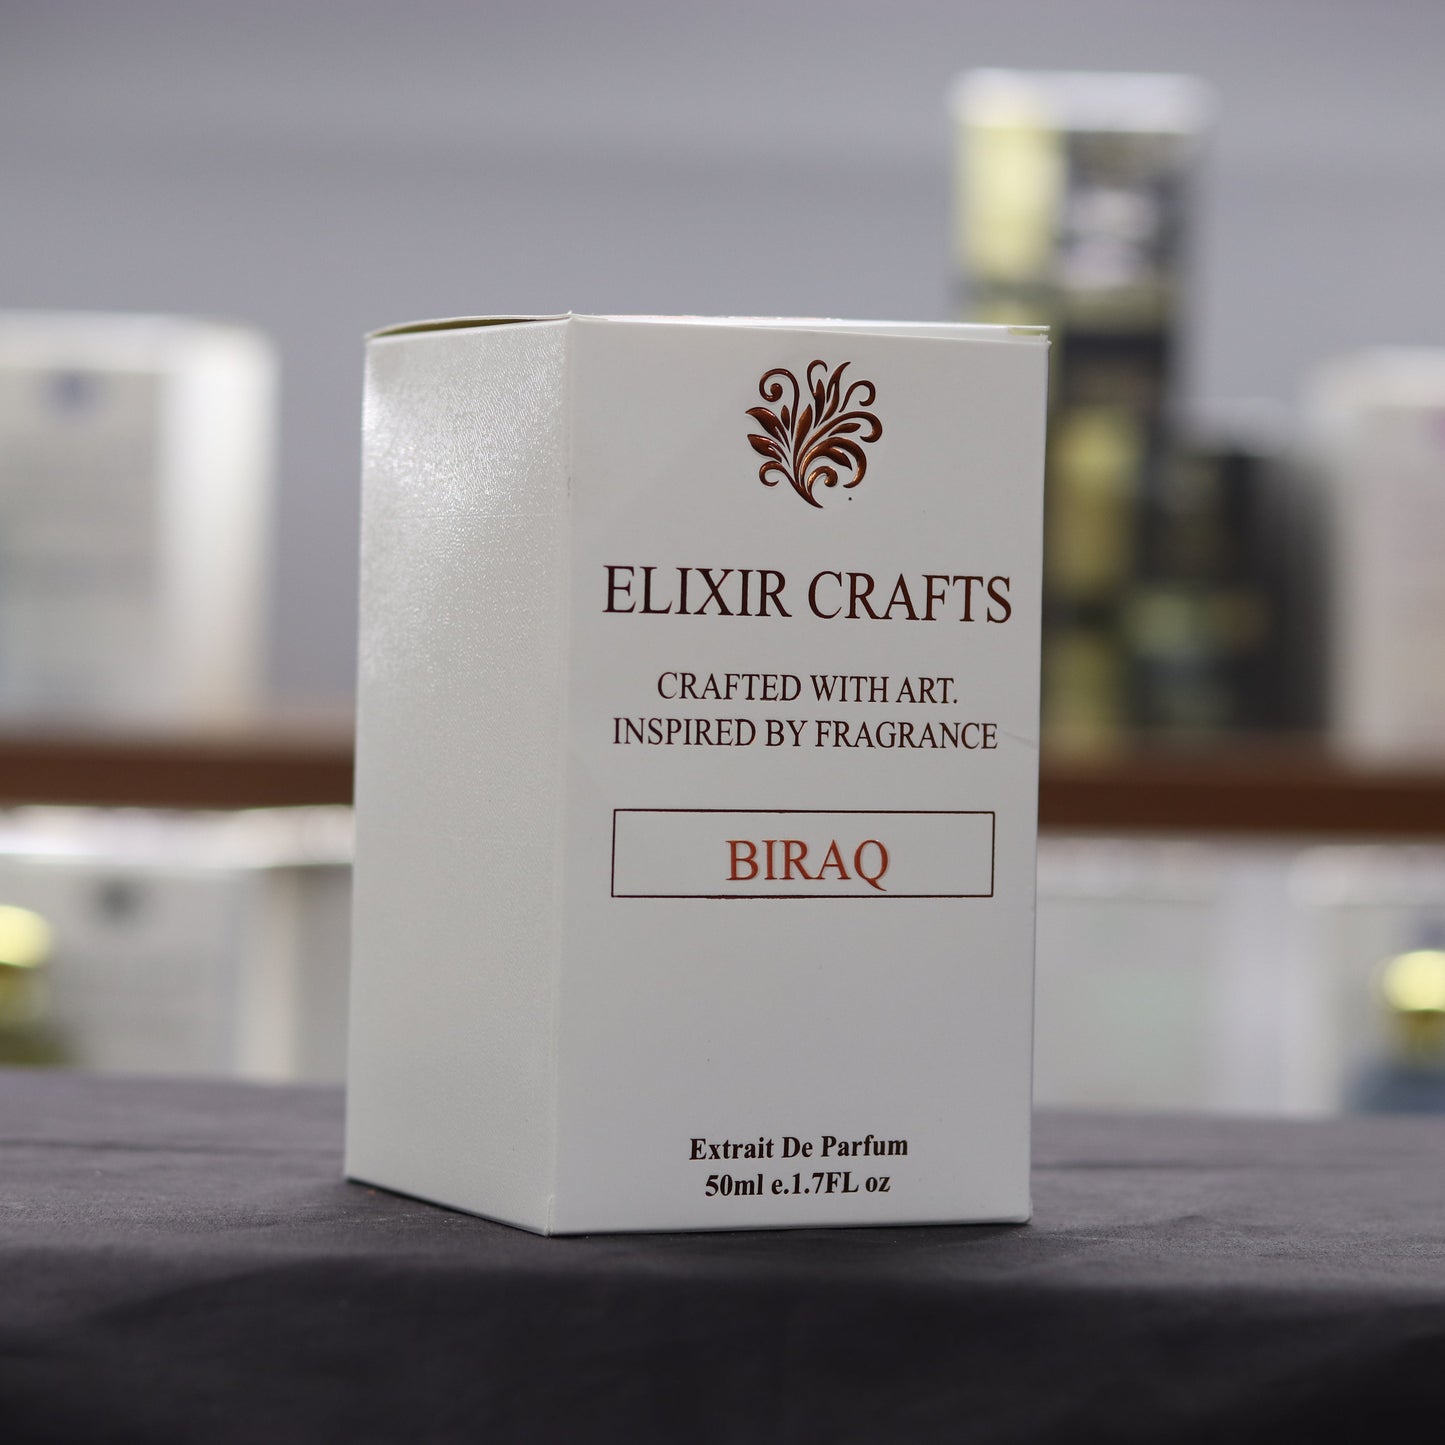 ELIXIR CRAFTS
CRAFTED WITH ART.
INSPIRED BY FRAGRANCE
BIRAQ
Extrait De Parfum
50ml e.1.7FL oz